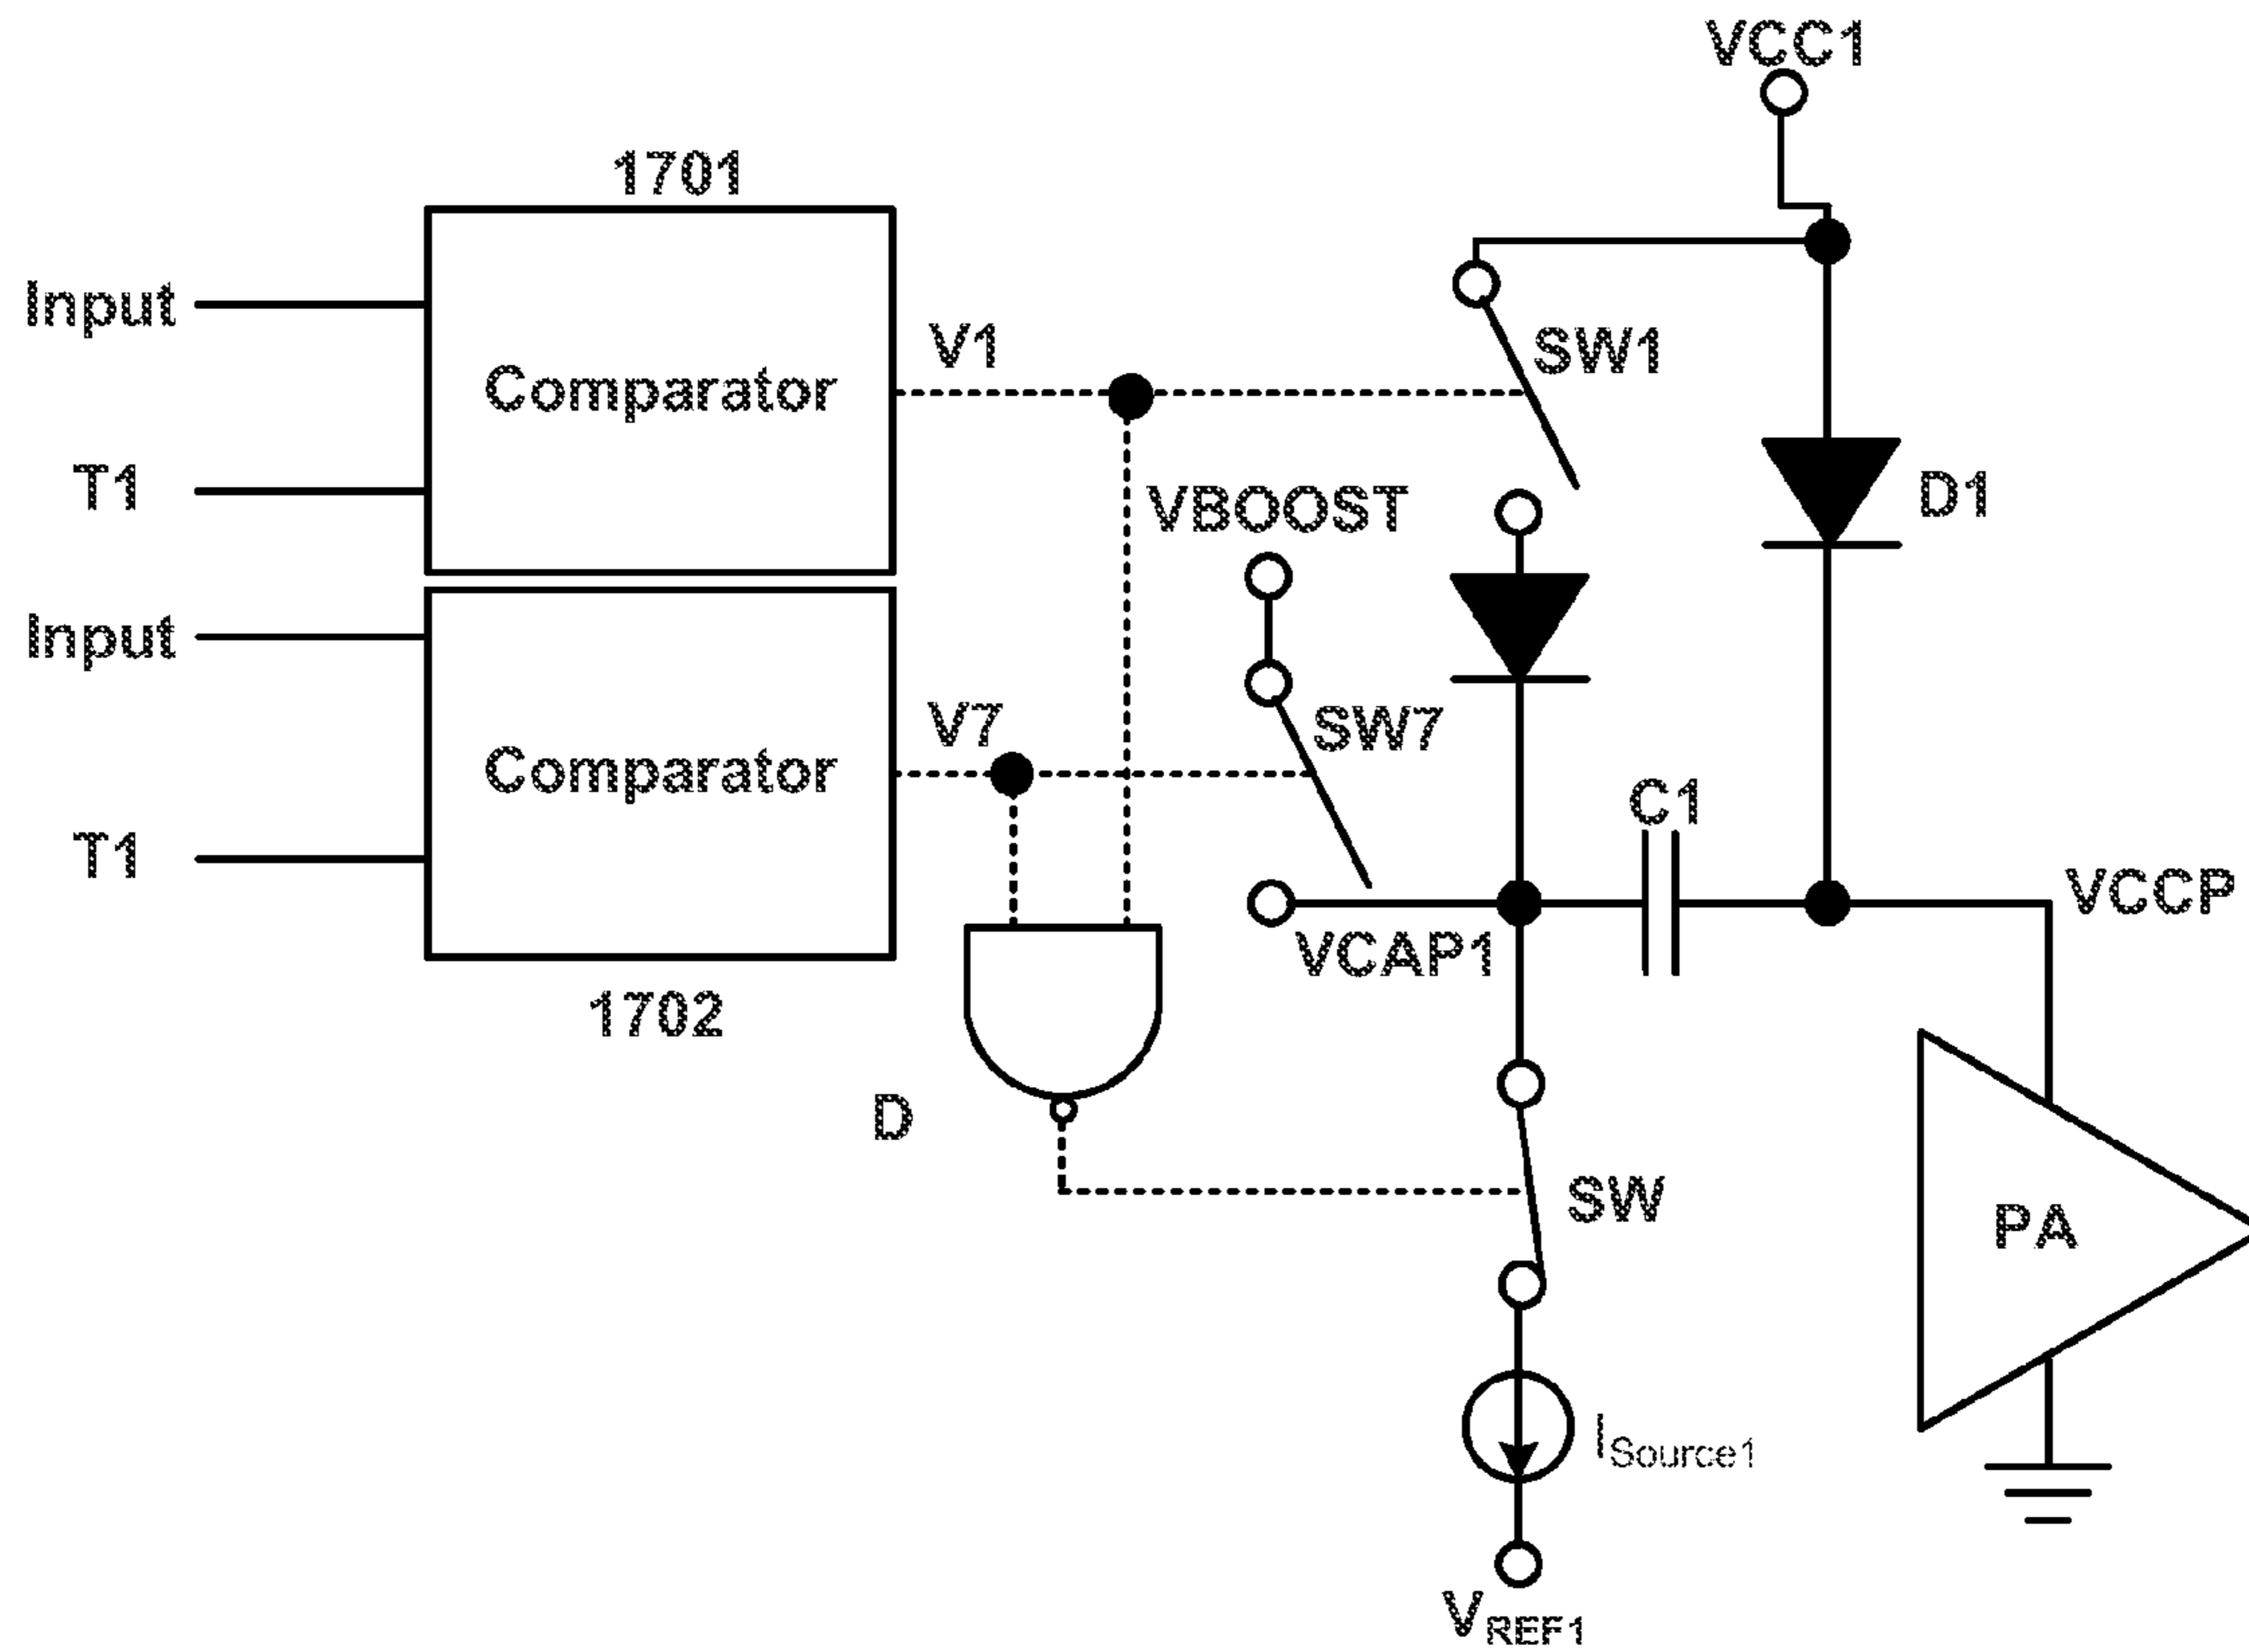 VCC1
1701
Input
Comparator
T1
V1
SW1
D1
VBOOST
Input
Comparator
T1
V7
SW7
C1
VCCP
VCAP1
1702
D
SW
PA
ISource1
VREF1